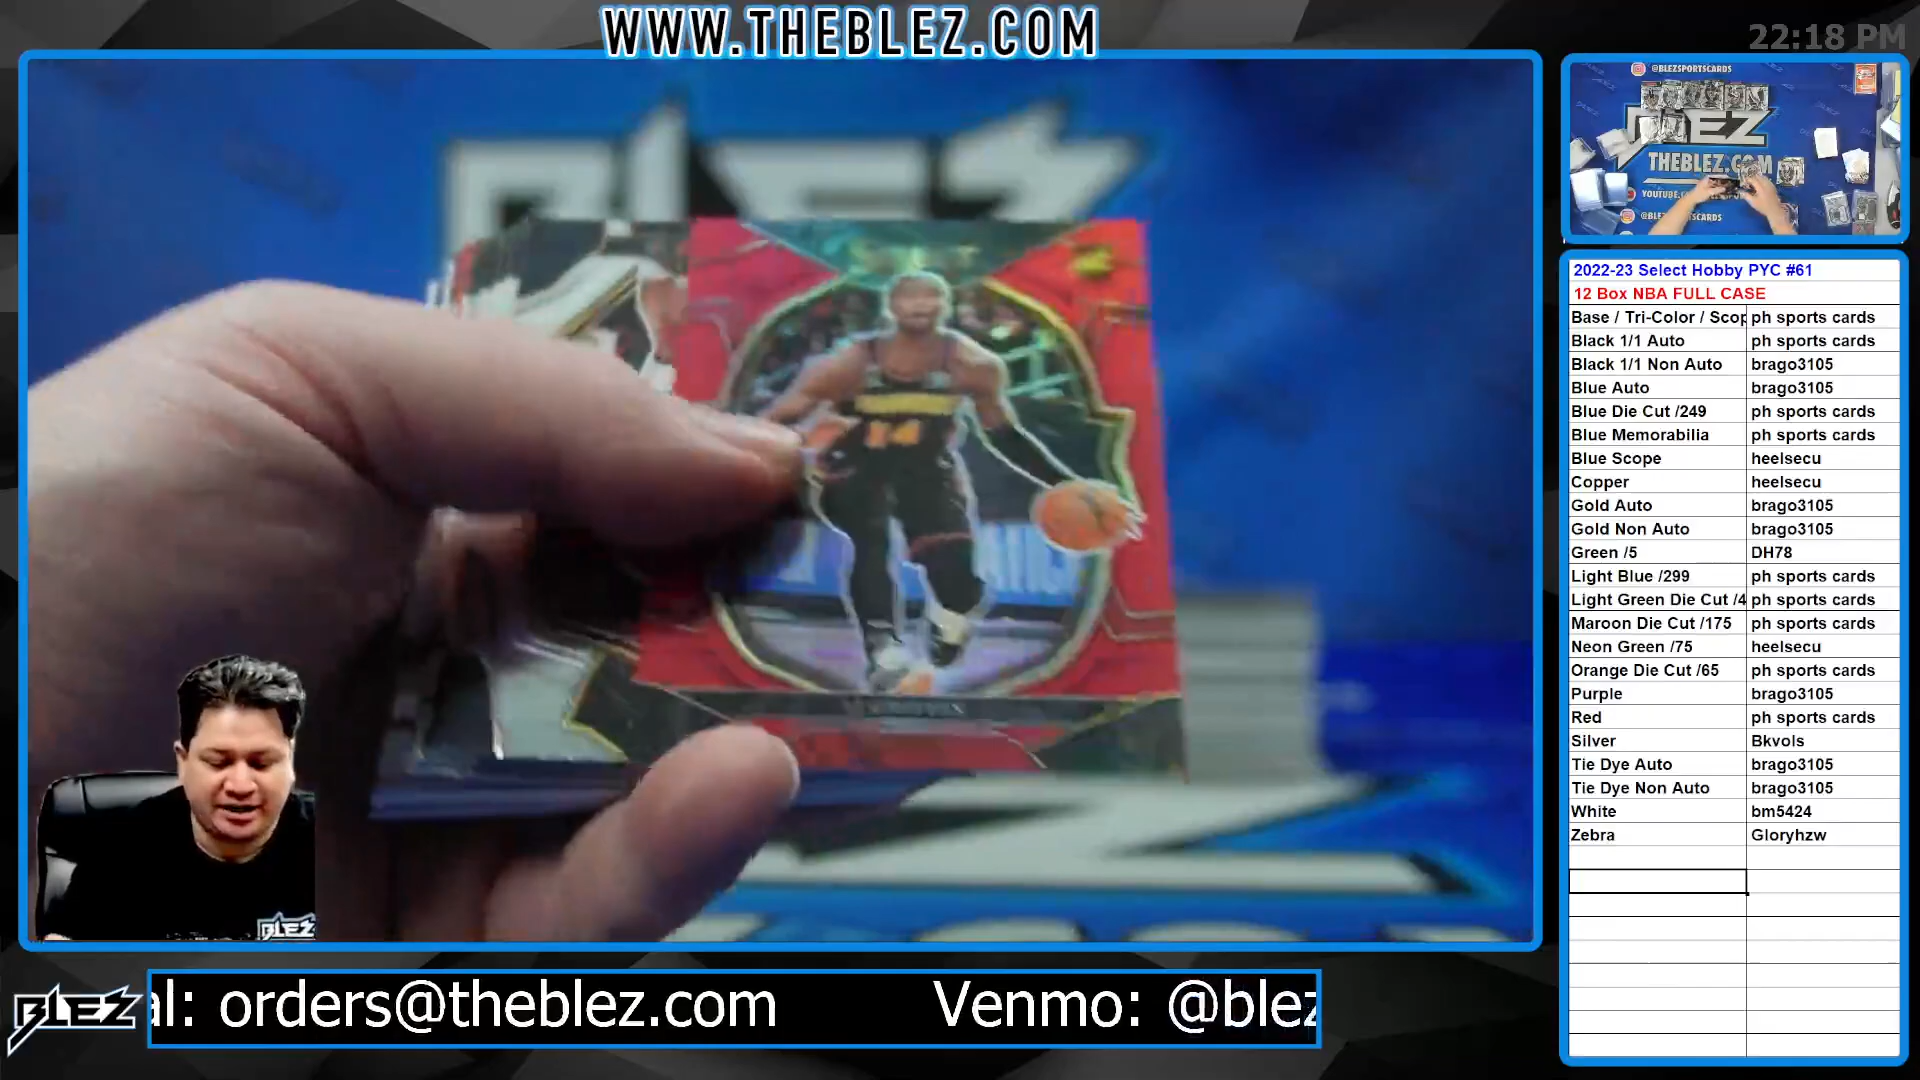 WWW.THEBLEZ.COM
22:18 PM
@BLEZSPORTSCARDS
BLEZ
THEBLEZ.COM
BLEZ
14
2022-23 Select Hobby PYC #61
12 Box NBA FULL CASE
Base / Tri-Color / Scop ph sports cards
Black 1/1 Auto ph sports cards
Black 1/1 Non Auto brago3105
Blue Auto brago3105
Blue Die Cut /249 ph sports cards
Blue Memorabilia ph sports cards
Blue Scope heelsecu
Copper heelsecu
Gold Auto brago3105
Gold Non Auto brago3105
Green /5 DH78
Light Blue /299 ph sports cards
Light Green Die Cut /4 ph sports cards
Maroon Die Cut /175 ph sports cards
Neon Green /75 heelsecu
Orange Die Cut /65 ph sports cards
Purple brago3105
Red ph sports cards
Silver Bkvols
Tie Dye Auto brago3105
Tie Dye Non Auto brago3105
White bm5424
Zebra Gloryhzw
BLEZ
BLEZ
al: orders@theblez.com Venmo: @blez